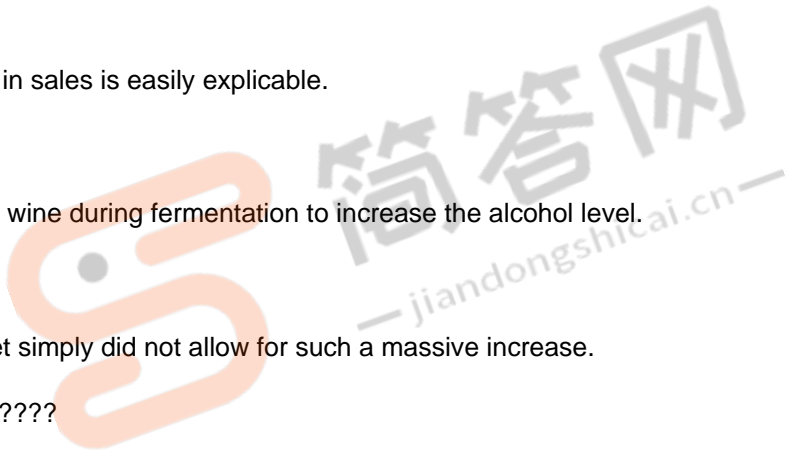 in sales is easily explicable.
简答网
wine during fermentation to increase the alcohol level.
jiandongshicai.cn
et simply did not allow for such a massive increase.
????